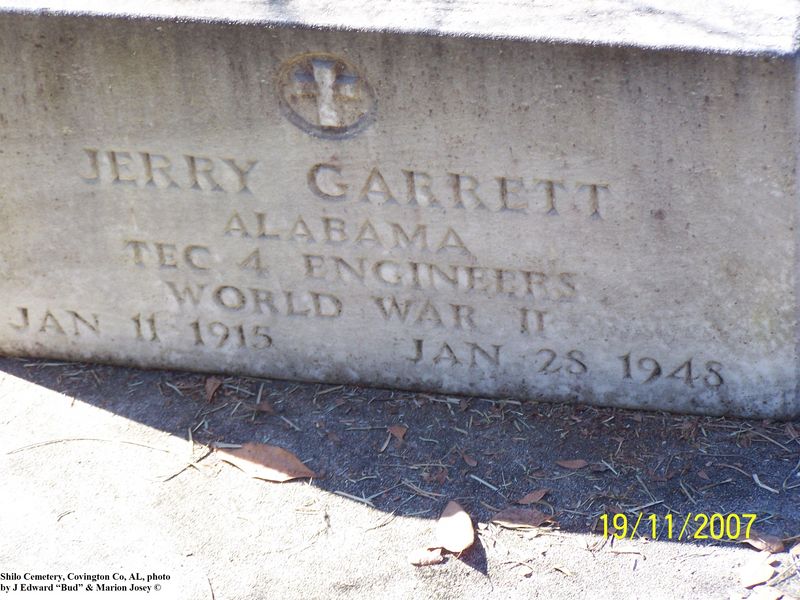 JERRY GARRETT
ALABAMA
TEC 4 ENGINEERS
WORLD WAR II
JAN 11 1915 JAN 28 1948
19/11/2007
Shilo Cemetery, Covington Co, AL, photo
by J Edward “Bud” & Marion Josey ©